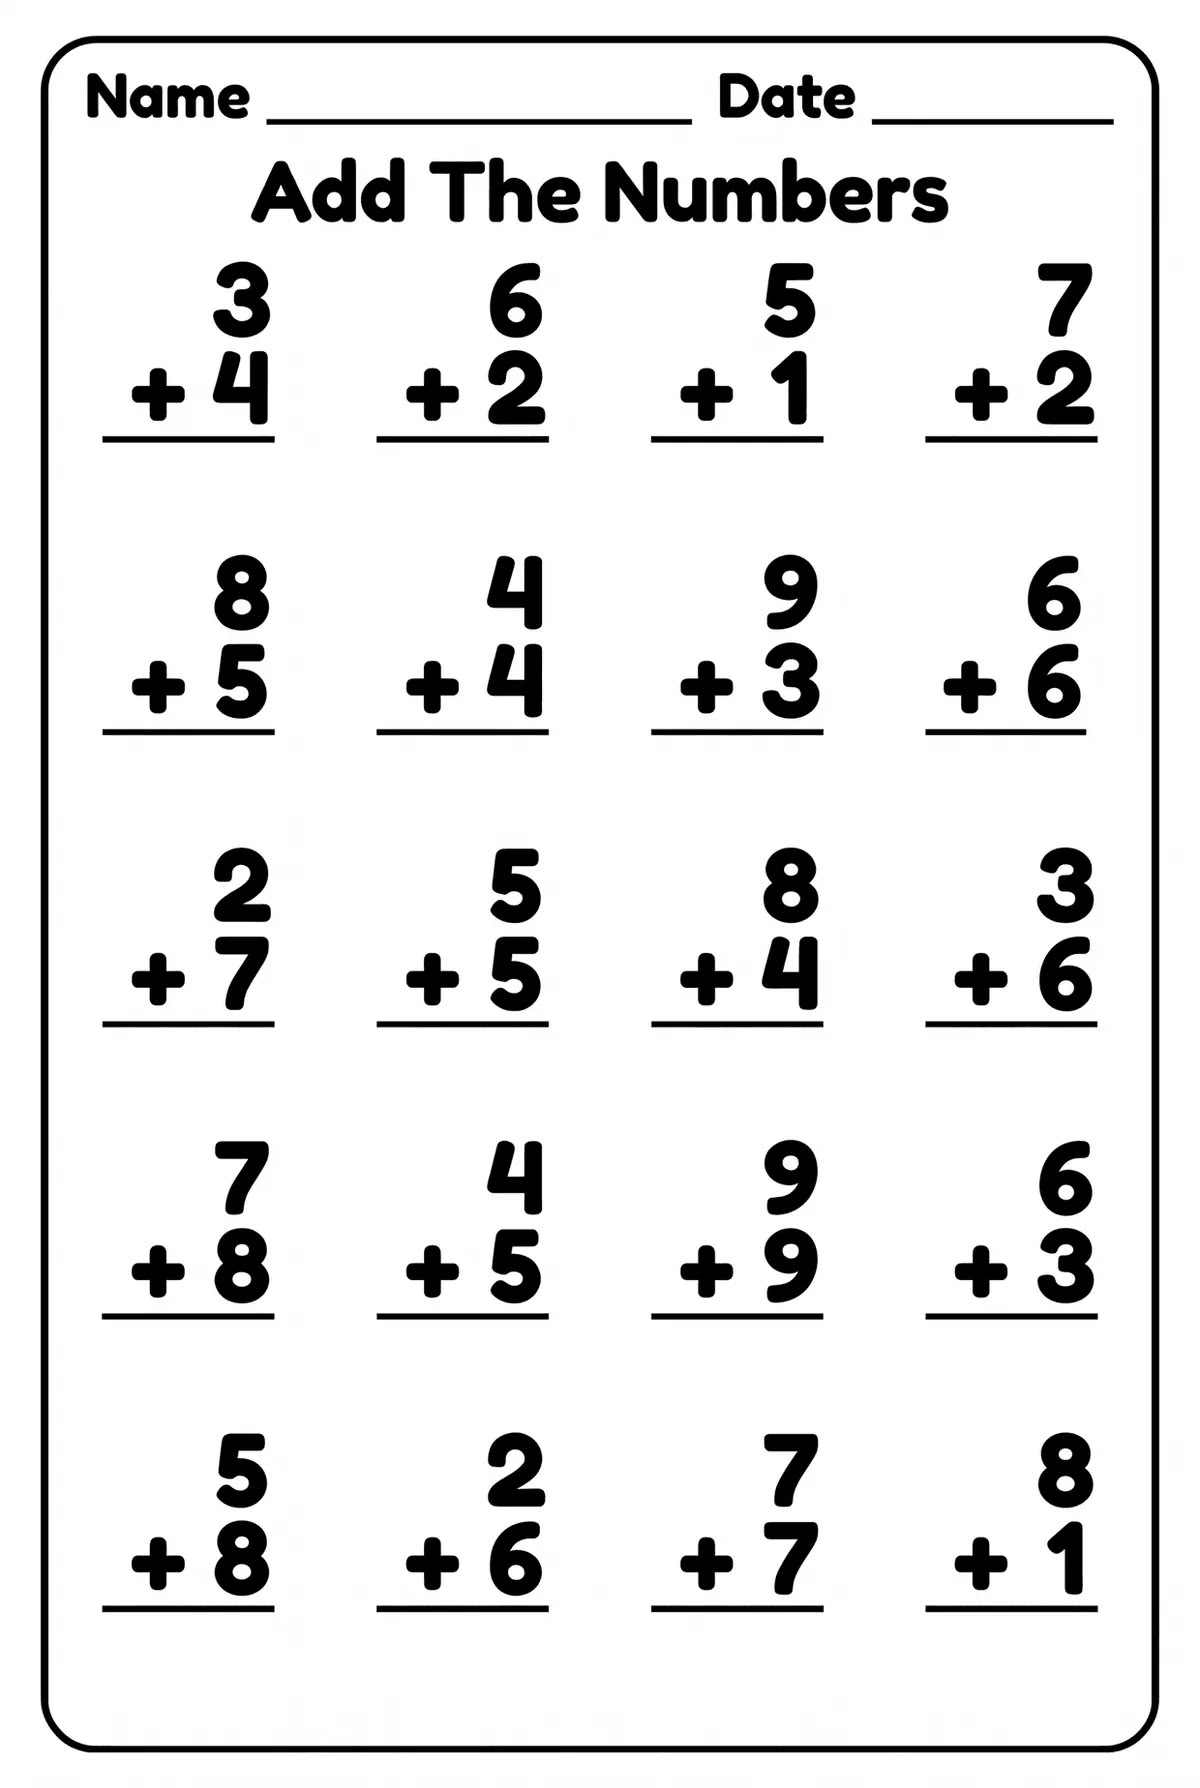 Name ____________ Date ________
Add The Numbers
3 6 5 7
+ 4 + 2 + 1 + 2
8 4 9 6
+ 5 + 4 + 3 + 6
2 5 8 3
+ 7 + 5 + 4 + 6
7 4 9 6
+ 8 + 5 + 9 + 3
5 2 7 8
+ 8 + 6 + 7 + 1